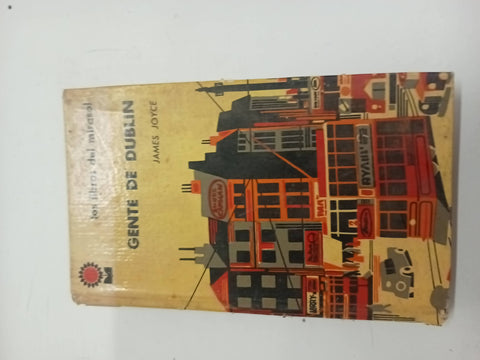 los libros del mirasol
GENTE DE DUBLIN
JAMES JOYCE